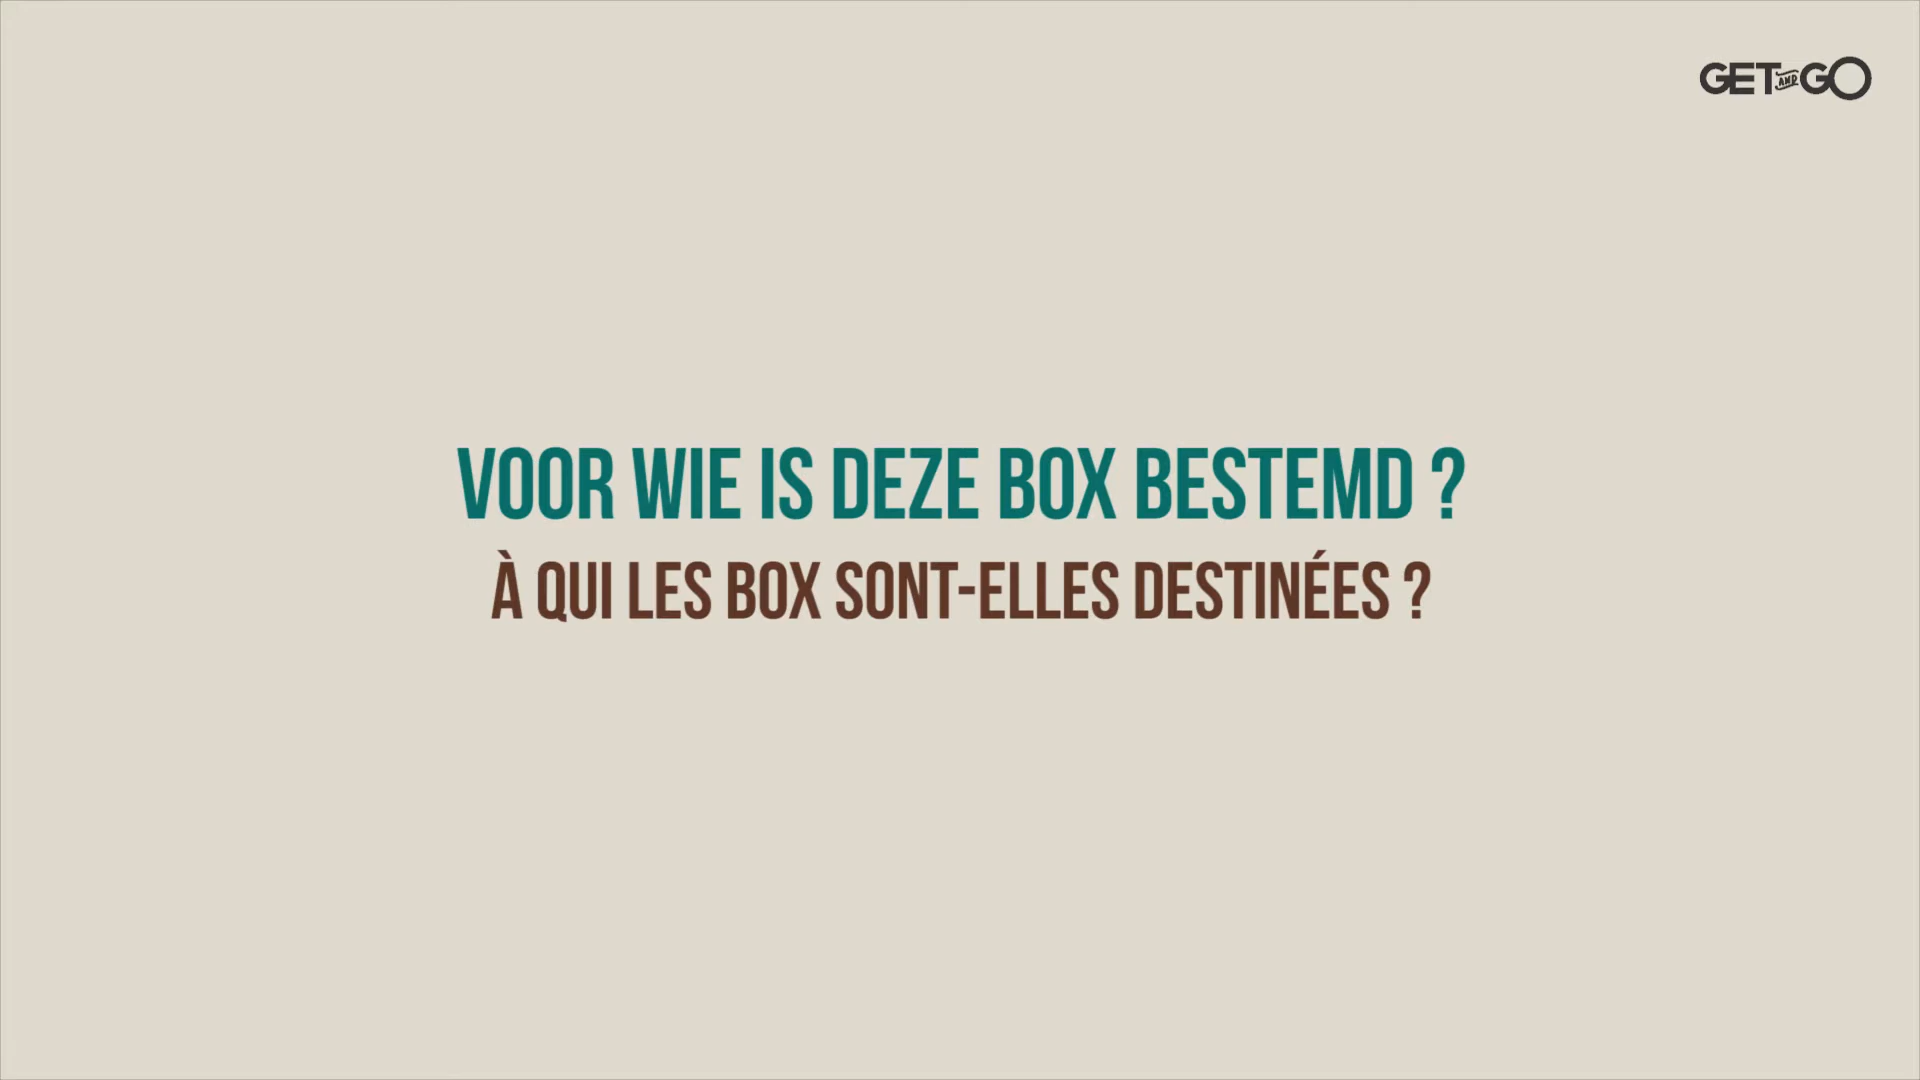 GET AND GO
VOOR WIE IS DEZE BOX BESTEMD ?
À QUI LES BOX SONT-ELLES DESTINÉES ?